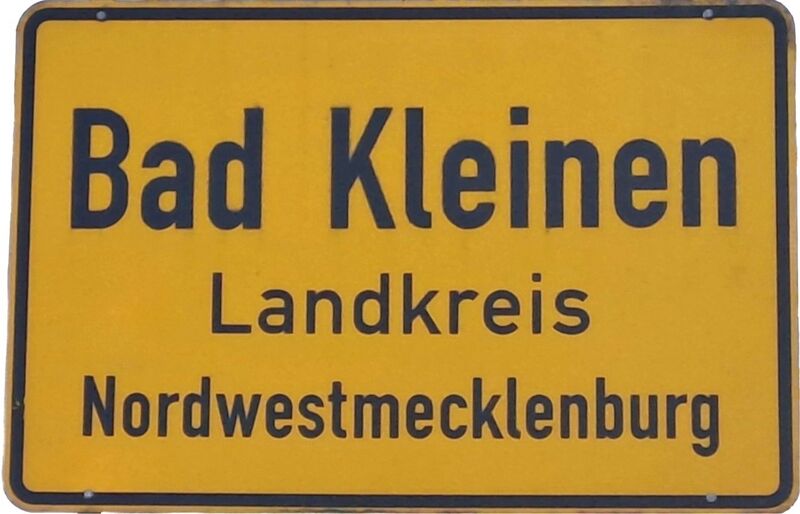 Bad Kleinen
Landkreis
Nordwestmecklenburg